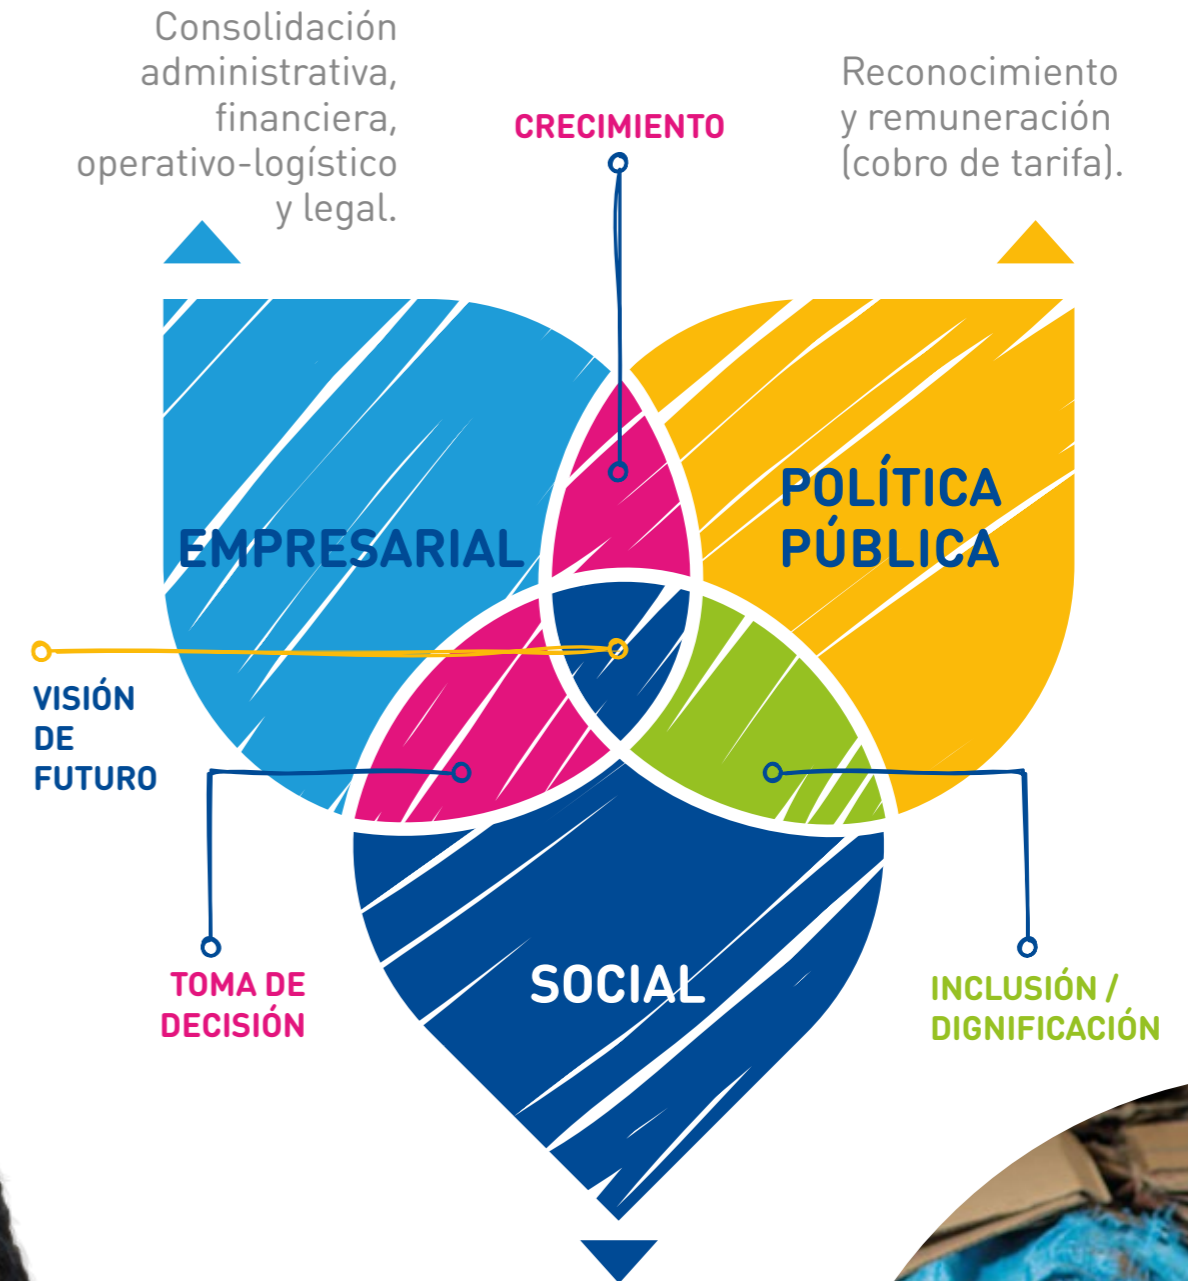 Consolidación
administrativa,
financiera,
operativo-logístico
y legal.
CRECIMIENTO
Reconocimiento
y remuneración
(cobro de tarifa).
EMPRESARIAL
POLÍTICA
PÚBLICA
VISIÓN
DE
FUTURO
TOMA DE
DECISIÓN
SOCIAL
INCLUSIÓN /
DIGNIFICACIÓN